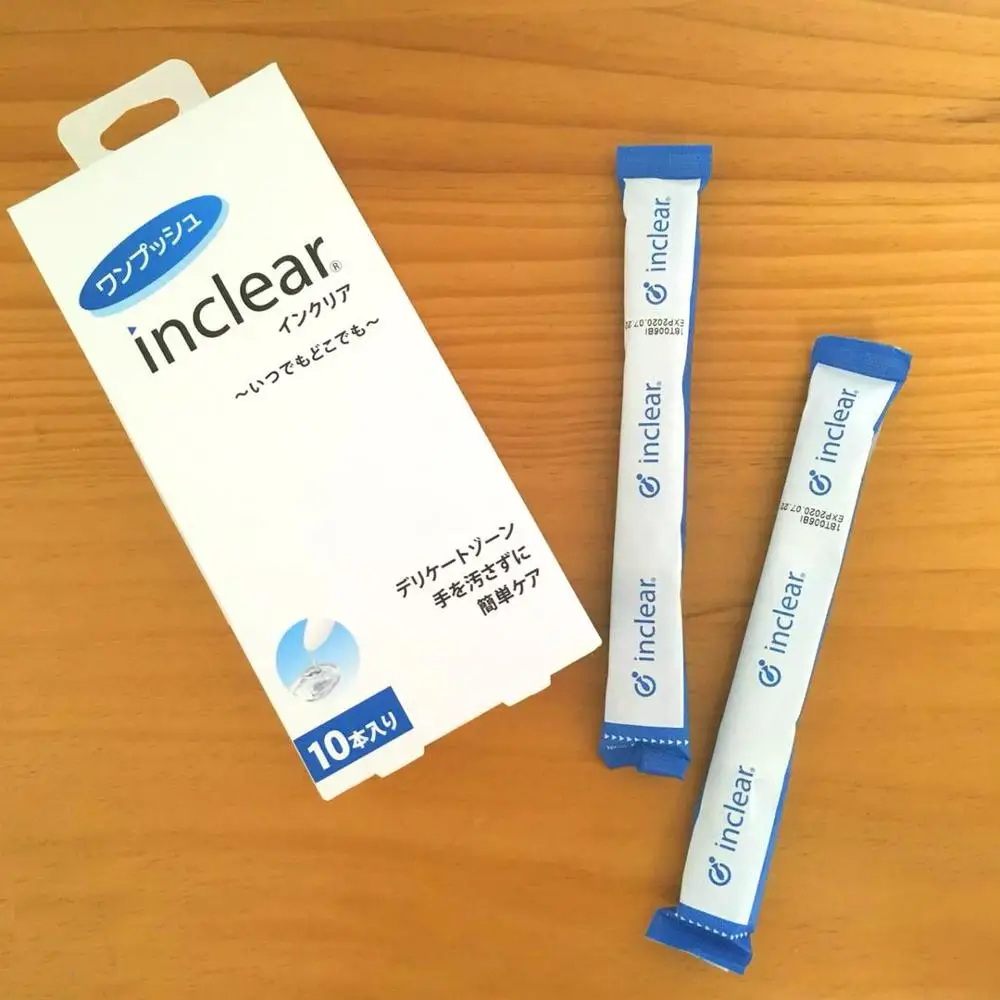 ワンプッシュ
inclear®
インクリア
～いつでもどこでも～
デリケートゾーン
手を汚さずに
簡単ケア
10本入り
inclear®
18T006BI
EXP2020.07.2
inclear®
inclear®
inclear®
18T006BI
EXP2020.07.2
inclear®
inclear®